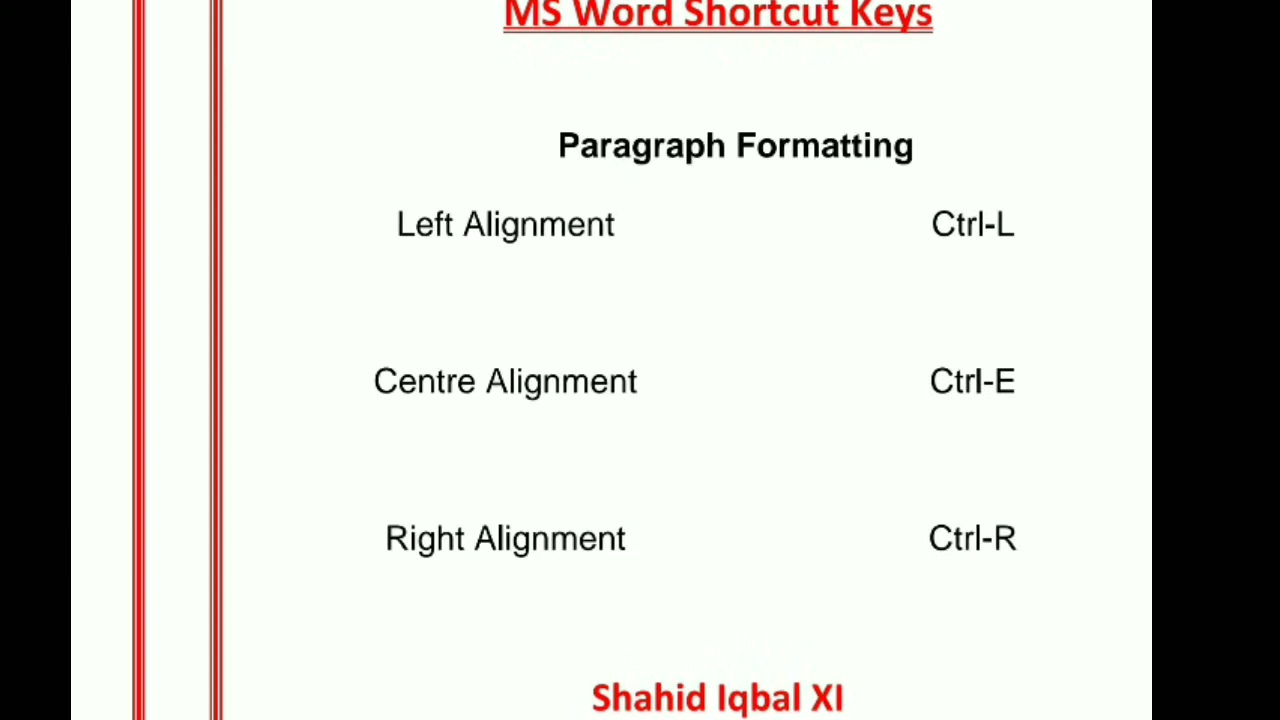 MS Word Shortcut Keys
Paragraph Formatting
Left Alignment Ctrl-L
Centre Alignment Ctrl-E
Right Alignment Ctrl-R
Shahid Iqbal XI